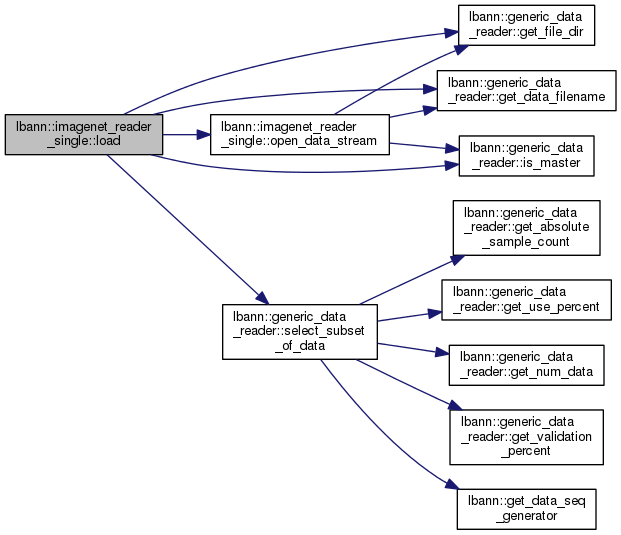 lbann::generic_data
_reader::get_file_dir
lbann::generic_data
_reader::get_data_filename
lbann::imagenet_reader
_single::load
lbann::imagenet_reader
_single::open_data_stream
lbann::generic_data
_reader::is_master
lbann::generic_data
_reader::get_absolute
_sample_count
lbann::generic_data
_reader::get_use_percent
lbann::generic_data
_reader::select_subset
_of_data
lbann::generic_data
_reader::get_num_data
lbann::generic_data
_reader::get_validation
_percent
lbann::get_data_seq
_generator